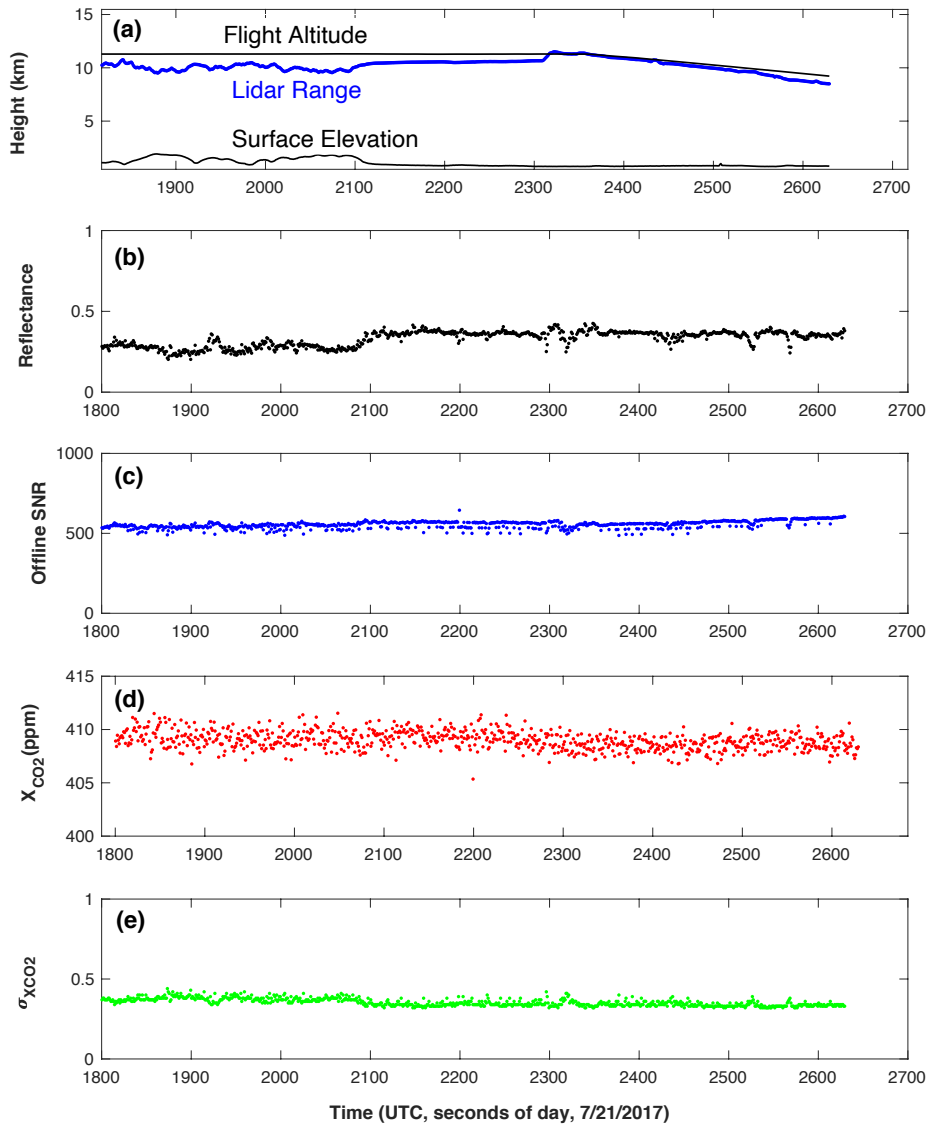 (a)
Flight Altitude
Lidar Range
Surface Elevation
Height (km)
15
10
5
1900 2000 2100 2200 2300 2400 2500 2600 2700
(b)
Reflectance
1
0.5
0
1800 1900 2000 2100 2200 2300 2400 2500 2600 2700
(c)
Offline SNR
1000
500
0
1800 1900 2000 2100 2200 2300 2400 2500 2600 2700
(d)
XCO2(ppm)
415
410
405
400
1800 1900 2000 2100 2200 2300 2400 2500 2600
(e)
σXCO2
1
0.5
0
1800 1900 2000 2100 2200 2300 2400 2500 2600 2700
Time (UTC, seconds of day, 7/21/2017)